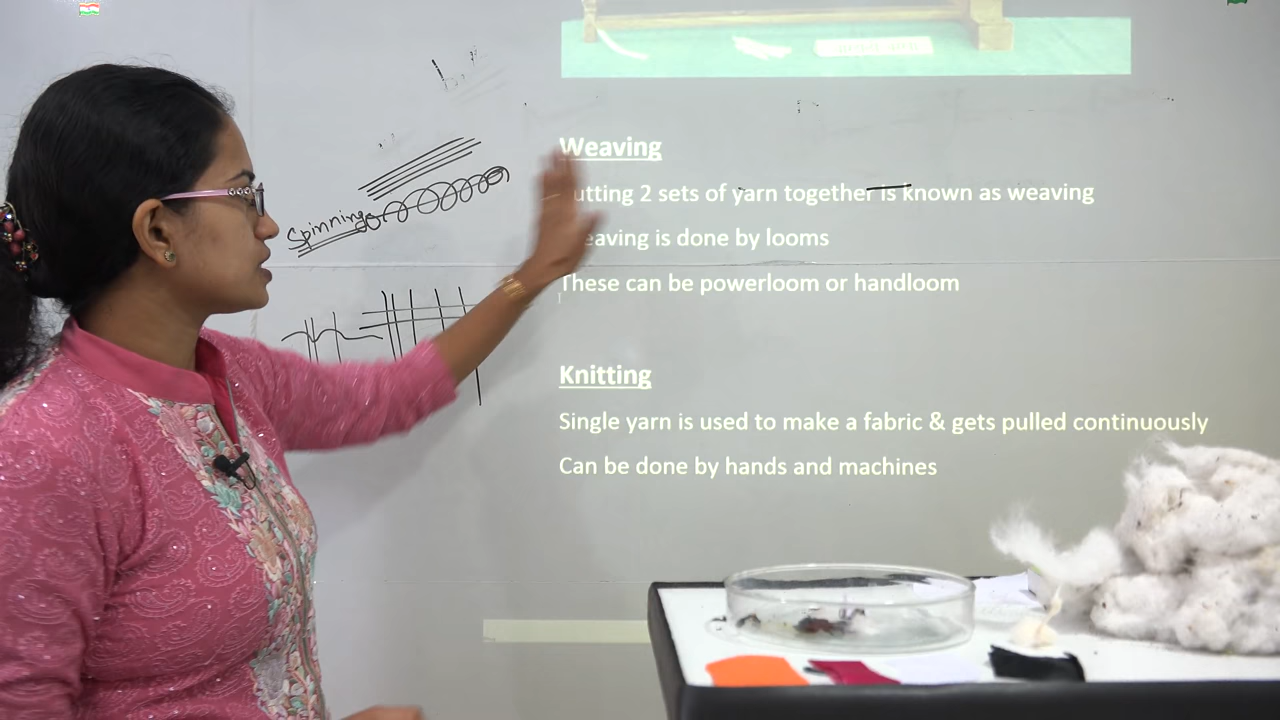 Weaving
utting 2 sets of yarn together is known as weaving
eaving is done by looms
These can be powerloom or handloom
Knitting
Single yarn is used to make a fabric & gets pulled continuously
Can be done by hands and machines
Spinning